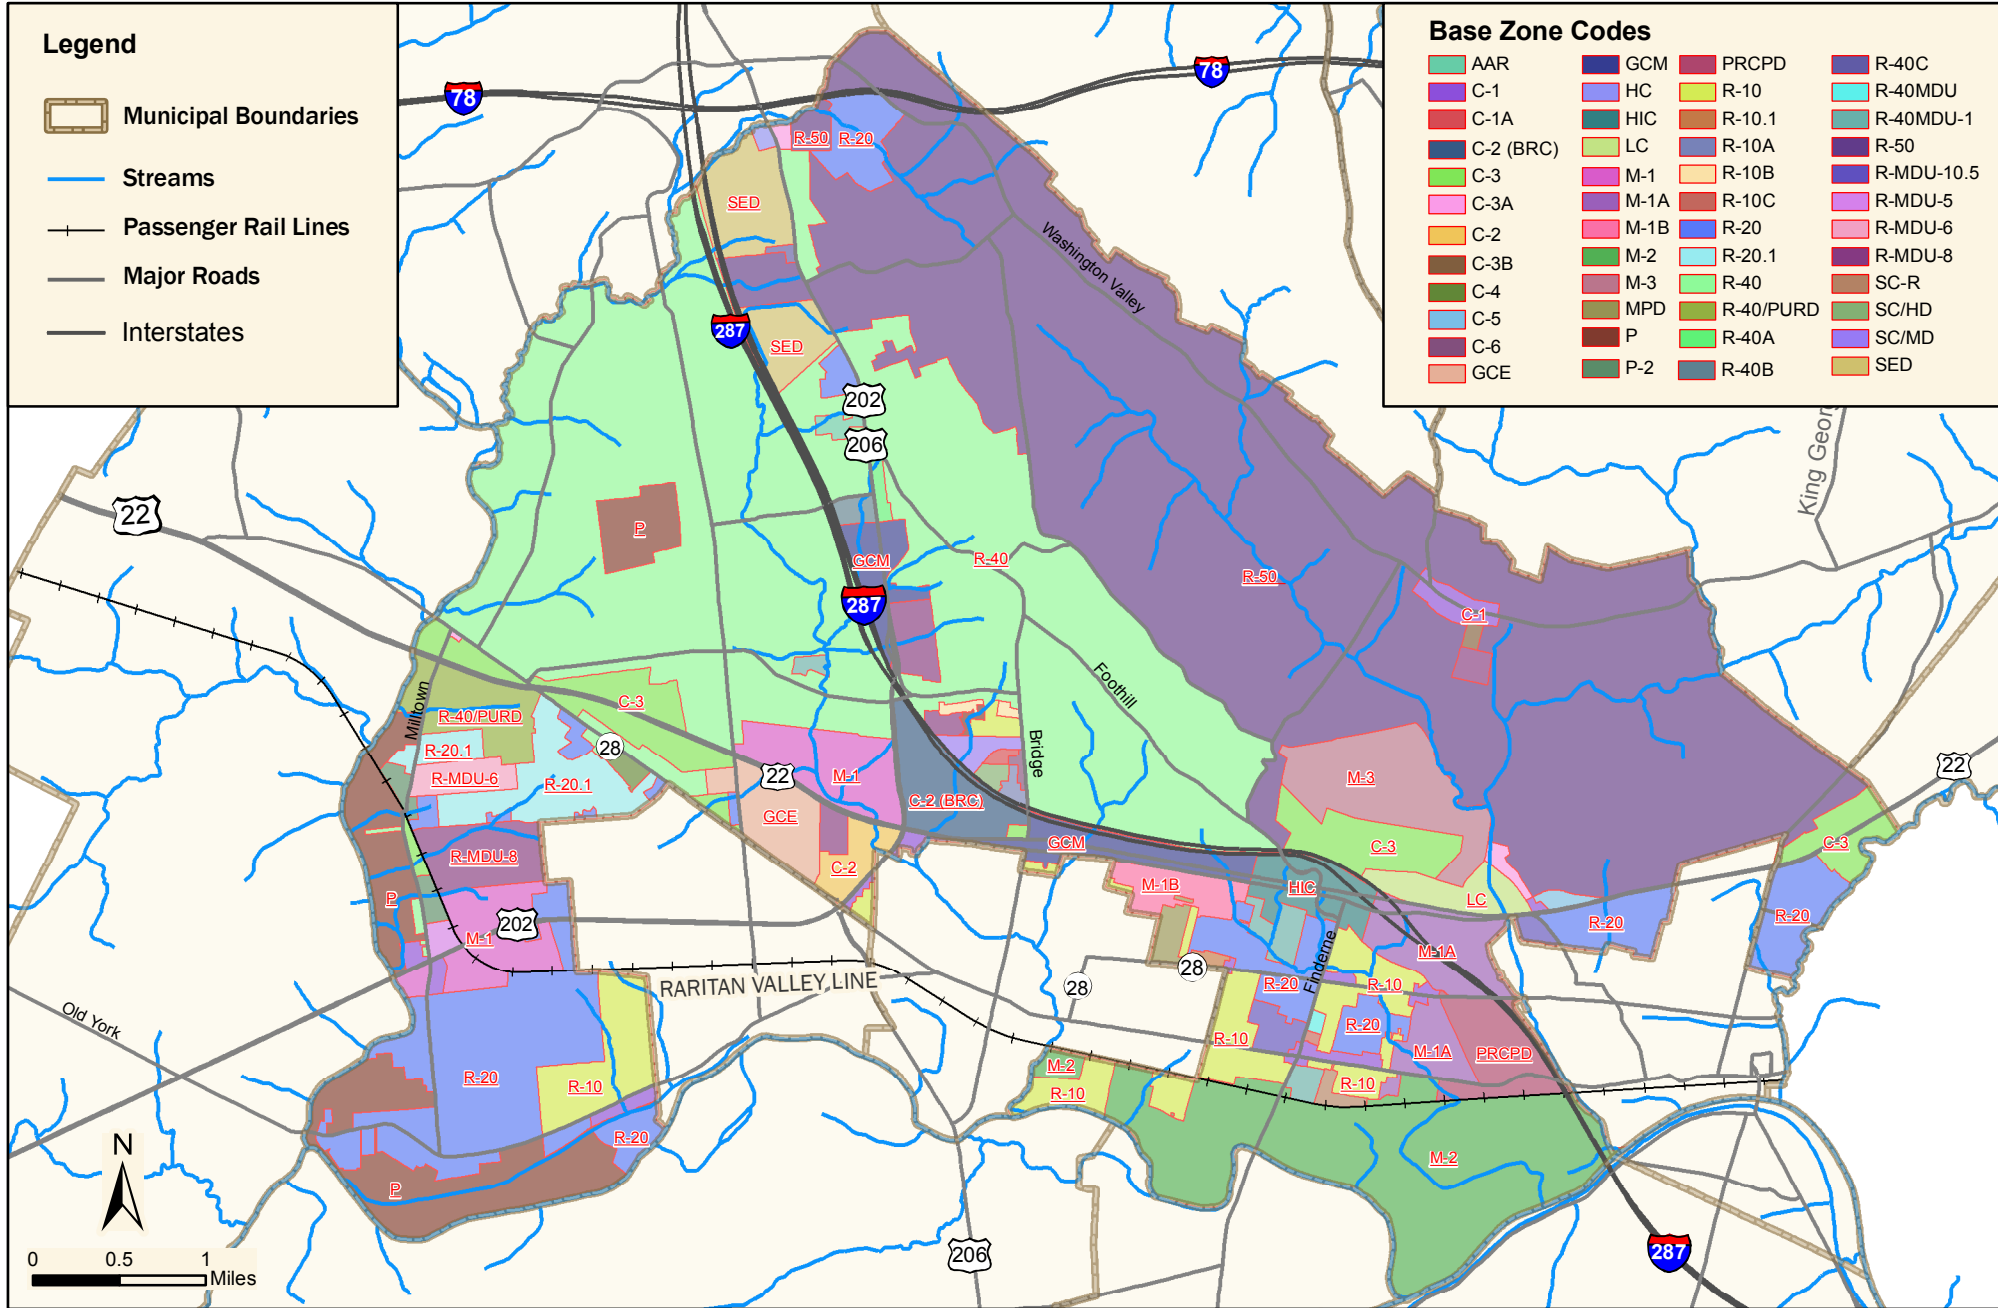 Legend
Municipal Boundaries
Streams
Passenger Rail Lines
Major Roads
Interstates
Base Zone Codes
AAR
C-1
C-1A
C-2 (BRC)
C-3
C-3A
C-2
C-3B
C-4
C-5
C-6
GCE
GCM
HC
HIC
LC
M-1
M-1A
M-1B
M-2
M-3
MPD
P
P-2
PRCPD
R-10
R-10.1
R-10A
R-10B
R-10C
R-20
R-20.1
R-40
R-40/PURD
R-40A
R-40B
R-40C
R-40MDU
R-40MDU-1
R-50
R-MDU-10.5
R-MDU-5
R-MDU-6
R-MDU-8
SC-R
SC/HD
SC/MD
SED
78
78
R-50
R-20
SED
Washington Valley
287
SED
202
206
King Geor
22
P
GCM
R-40
R-50
287
C-1
Foothill
Milltown
C-3
R-40/PURD
28
R-20.1
R-MDU-6
R-20.1
Bridge
22
M-1
C-2 (BRC)
GCE
M-3
22
C-3
C-3
GCM
R-MDU-8
C-2
M-1B
HIC
LC
P
202
M-1
R-20
R-20
M-1A
Finderne
28
28
RARITAN VALLEY LINE
R-20
R-10
Old York
R-20
R-10
M-1A
PRCPD
M-2
R-10
R-10
R-20
R-10
R-20
M-2
P
N
0 0.5 1
Miles
206
287